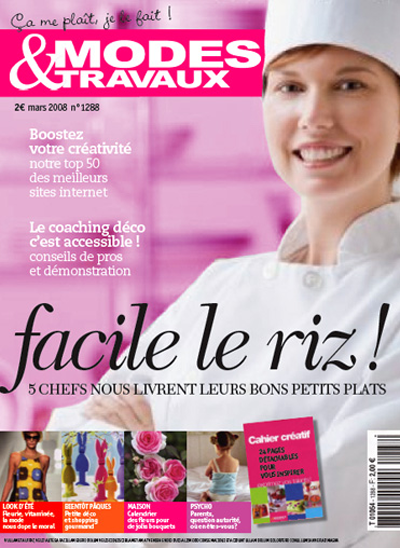 Ça me plaît, je le fait !
MODES
& TRAVAUX
2€ mars 2008 n°1288
Boostez
votre créativité
notre top 50
des meilleurs
sites internet
Le coaching déco
c'est accessible !
conseils de pros
et démonstration
facile le riz !
5 CHEFS NOUS LIVRENT LEURS BONS PETITS PLATS
Cahier créatif
24 PAGES
DÉTACHABLES
POUR
VOUS INSPIRER
LOOK D'ÉTÉ
Fleurie, vitaminée,
la mode
nous dope le moral
BIENTÔT PÂQUES
Petite déco
et shopping
gourmand
MAISON
Calendrier
des fleurs pour
de jolis bouquets
PSYCHO
Parents,
question autorité,
où en êtes-vous ?
T 01954 - 1288 - F: 2,00 €